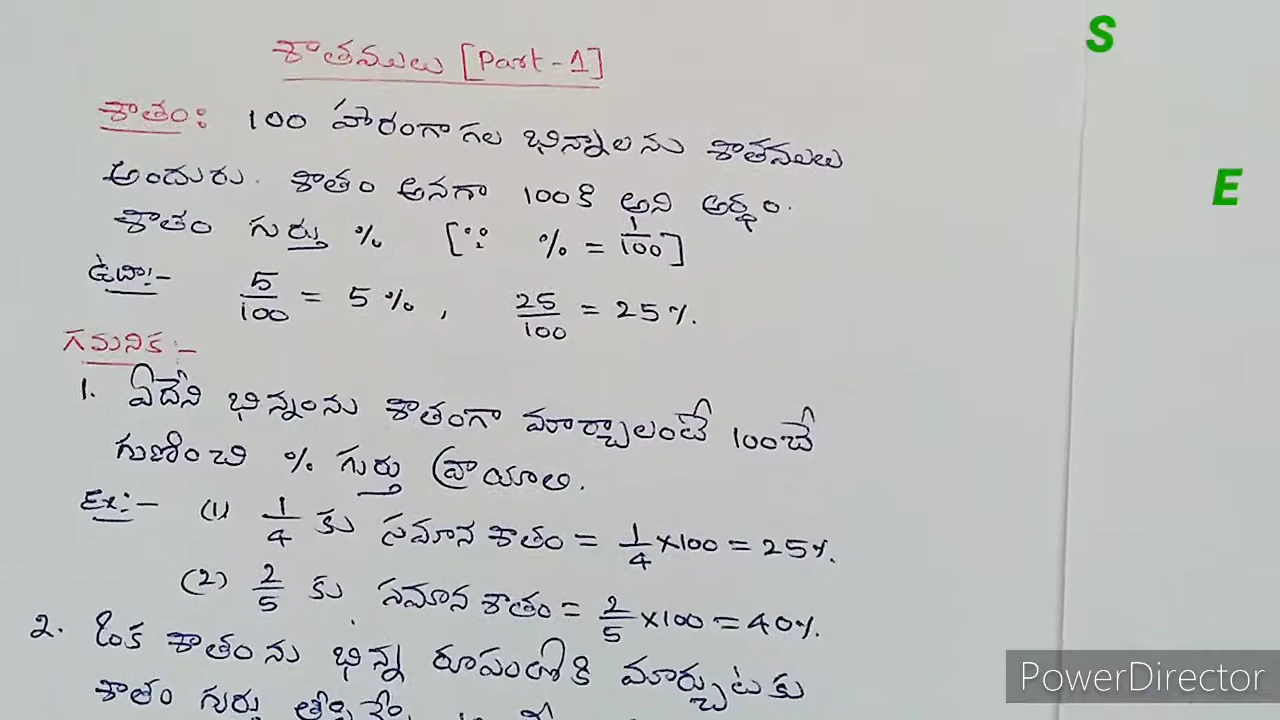 శాతములు [Part-1]
శాతం: 100 హారంగాగల భిన్నాలను శాతములు
అందురు. శాతం అనగా 100కి అని అర్థం.
శాతం గుర్తు % [∵ % = 1/100]
ఉదా:- 5/100 = 5%, 25/100 = 25%.
గమనిక:-
1. ఏదేని భిన్నంను శాతంగా మార్చాలంటే 100చే
గుణించి % గుర్తు వ్రాయాలి.
Ex:- (1) 1/4 కు సమాన శాతం = 1/4 × 100 = 25%.
(2) 2/5 కు సమాన శాతం = 2/5 × 100 = 40%.
2. ఒక శాతంను భిన్న రూపంలోకి మార్చుటకు
శాతం గుర్తు
S
E
PowerDirector